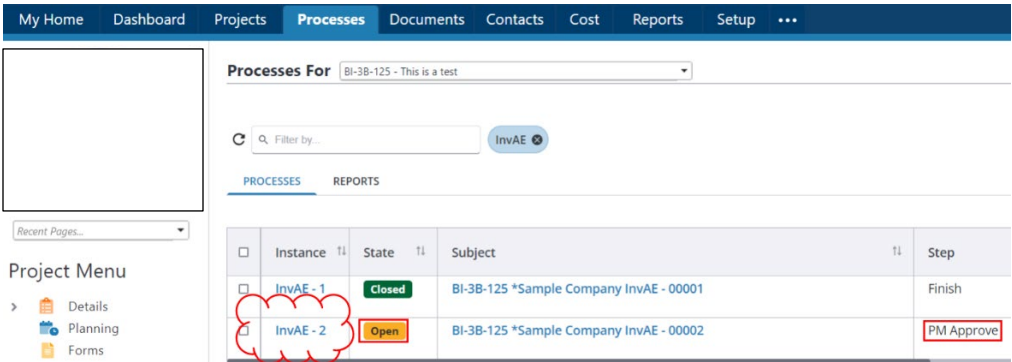 My Home Dashboard Projects Processes Documents Contacts Cost Reports Setup •••
Processes For BI-3B-125 - This is a test
Filter by...
InvAE
PROCESSES REPORTS
Recent Pages...
Project Menu
Details
Planning
Forms
Instance State Subject Step
InvAE - 1 Closed BI-3B-125 *Sample Company InvAE - 00001 Finish
InvAE - 2 Open BI-3B-125 *Sample Company InvAE - 00002 PM Approve